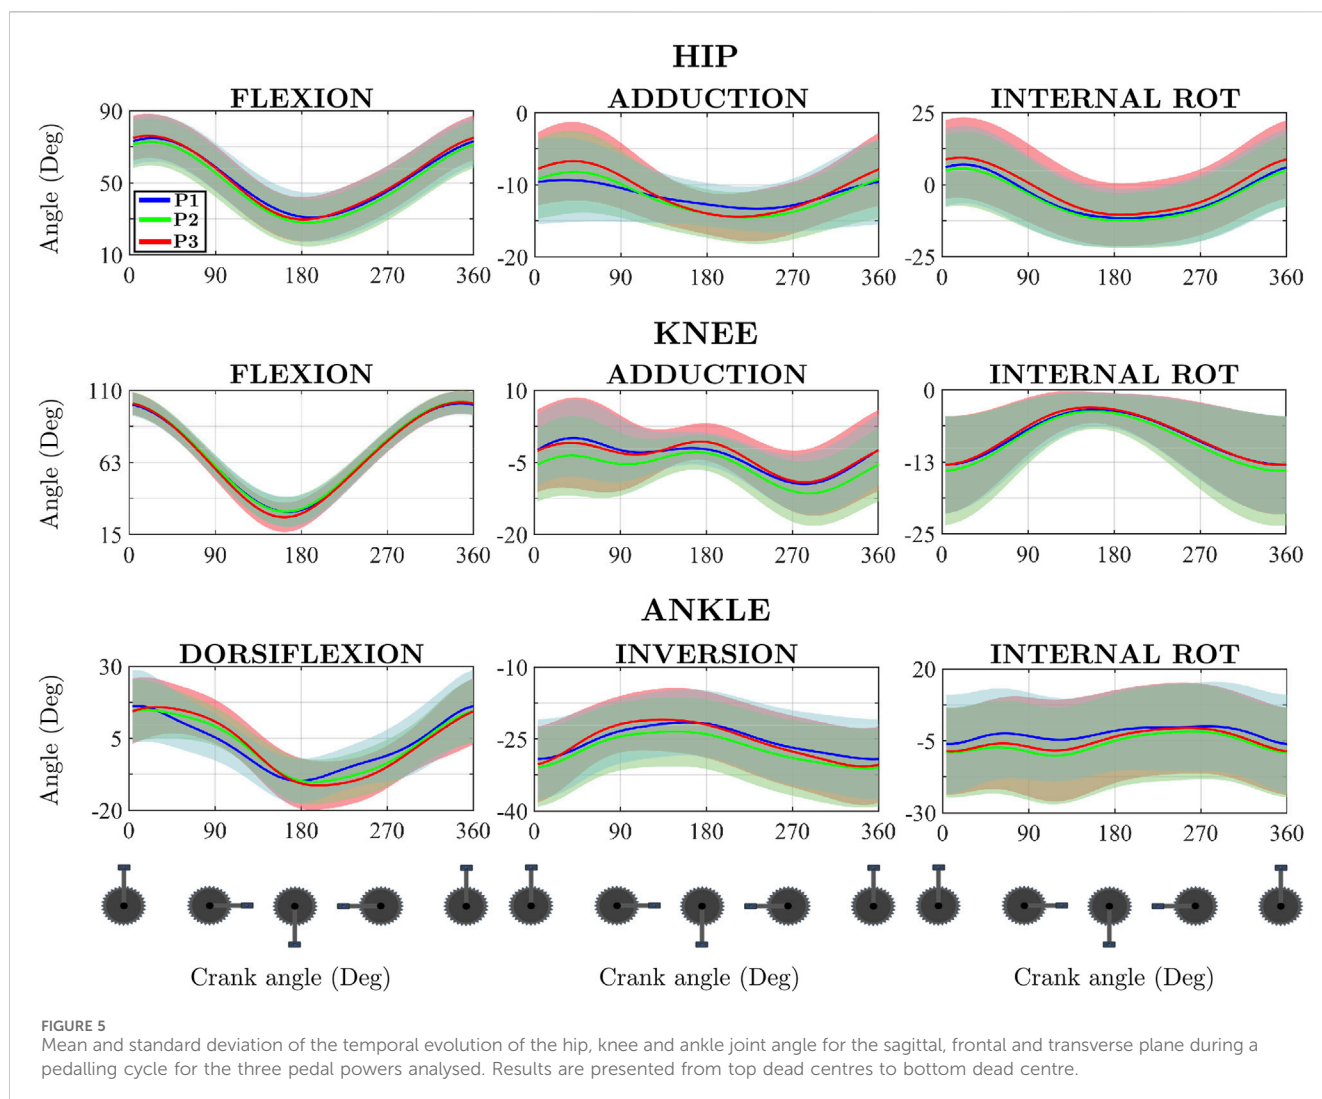 HIP
FLEXION
ADDUCTION
INTERNAL ROT
Angle (Deg)
90
50
10
P1
P2
P3
0 90 180 270 360
0
-10
-20
0 90 180 270 360
25
0
-25
0 90 180 270 360
KNEE
FLEXION
ADDUCTION
INTERNAL ROT
Angle (Deg)
110
63
15
0 90 180 270 360
10
-5
-20
0 90 180 270 360
0
-13
-25
0 90 180 270 360
ANKLE
DORSIFLEXION
INVERSION
INTERNAL ROT
Angle (Deg)
30
5
-20
0 90 180 270 360
-10
-25
-40
0 90 180 270 360
20
-5
-30
0 90 180 270 360
Crank angle (Deg)
Crank angle (Deg)
Crank angle (Deg)
FIGURE 5
Mean and standard deviation of the temporal evolution of the hip, knee and ankle joint angle for the sagittal, frontal and transverse plane during a
pedalling cycle for the three pedal powers analysed. Results are presented from top dead centres to bottom dead centre.